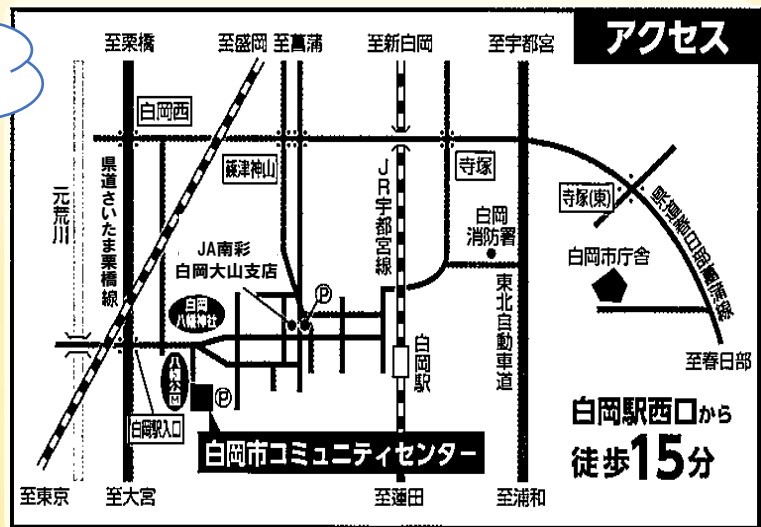 アクセス
至栗橋
至盛岡
至菖蒲
至新白岡
至宇都宮
白岡西
篠津神山
寺塚
寺塚(東)
元荒川
県道さいたま栗橋線
JR宇都宮線
白岡
消防署
県道春日部菖蒲線
JA南彩
白岡大山支店
P
白岡市庁舎
東北自動車道
白岡
八幡神社
白岡駅
至春日部
P
白岡駅入口
白岡市コミュニティセンター
白岡駅西口から
徒歩15分
至東京
至大宮
至蓮田
至浦和